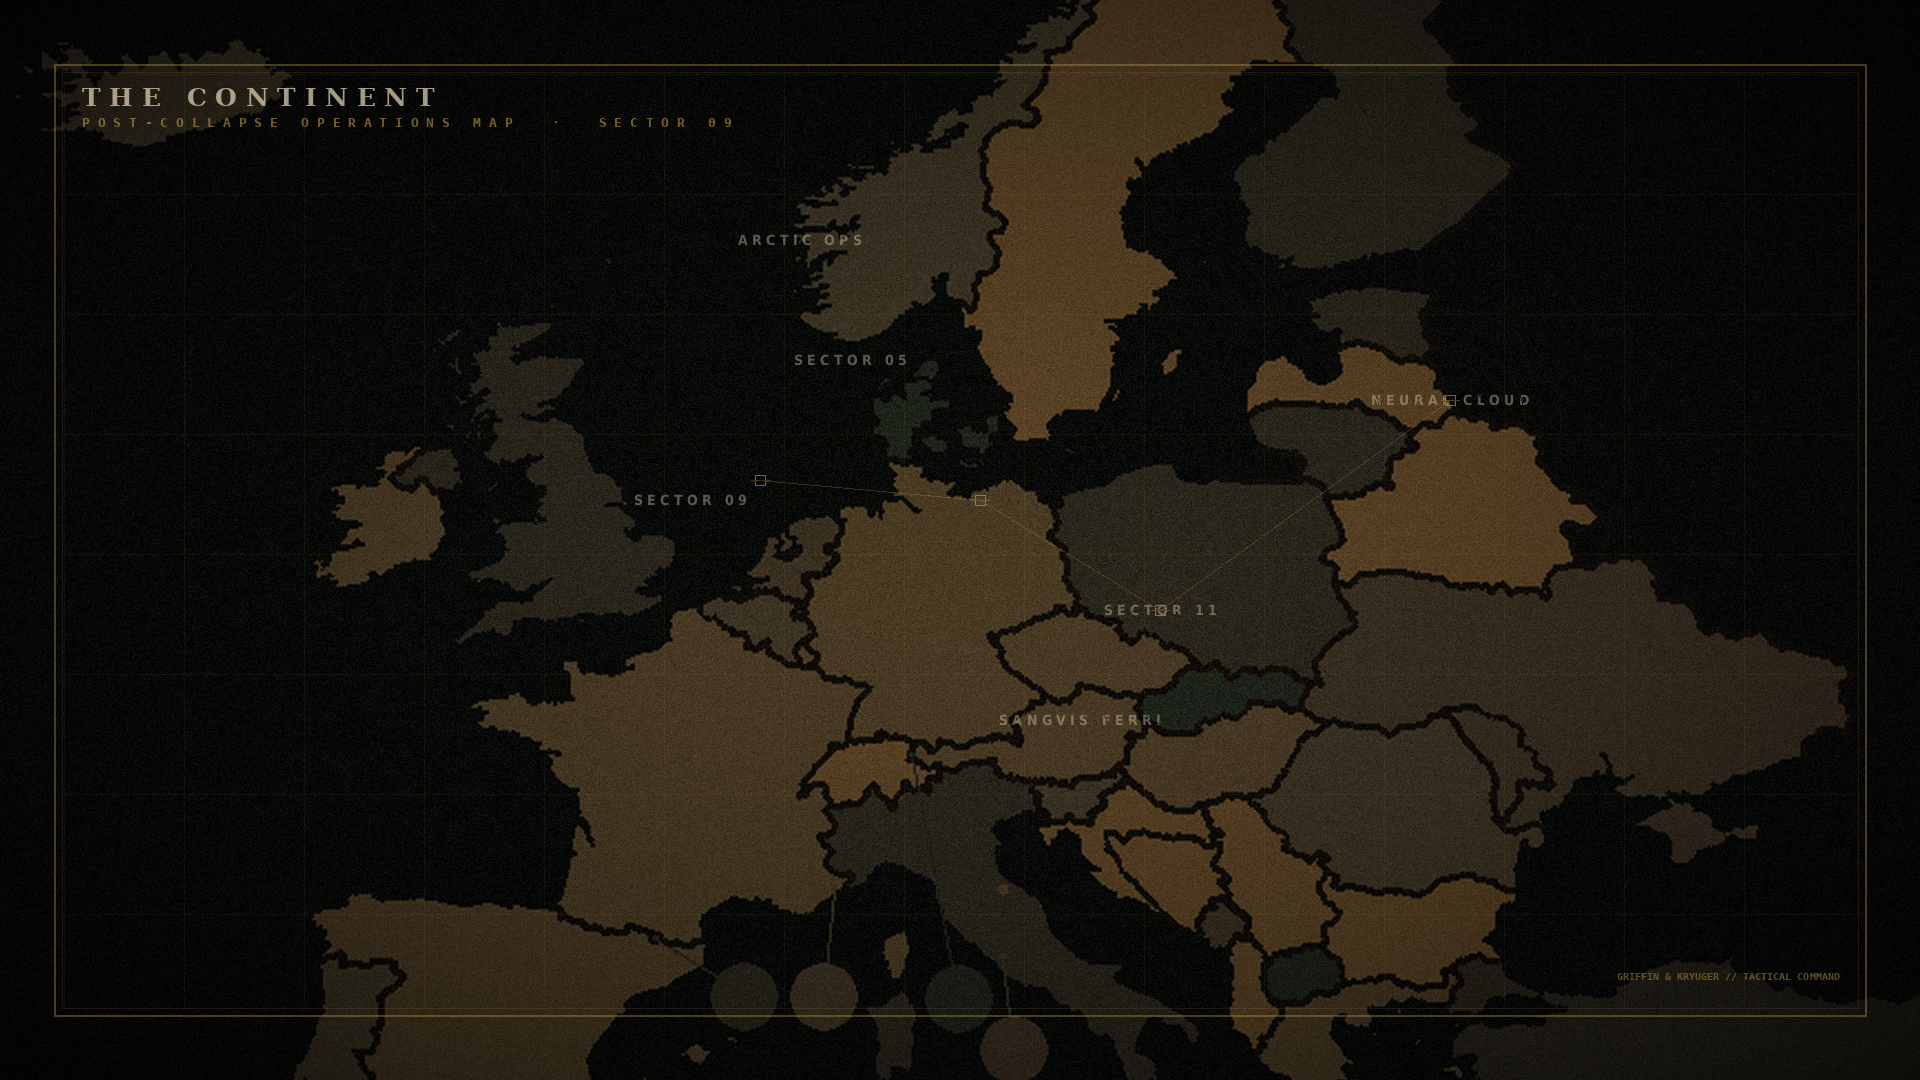 THE CONTINENT
POST-COLLAPSE OPERATIONS MAP · SECTOR 09
ARCTIC OPS
SECTOR 05
NEURAL CLOUD
SECTOR 09
SECTOR 11
SANGVIS FERRI
GRIFFIN & KRYUGER // TACTICAL COMMAND